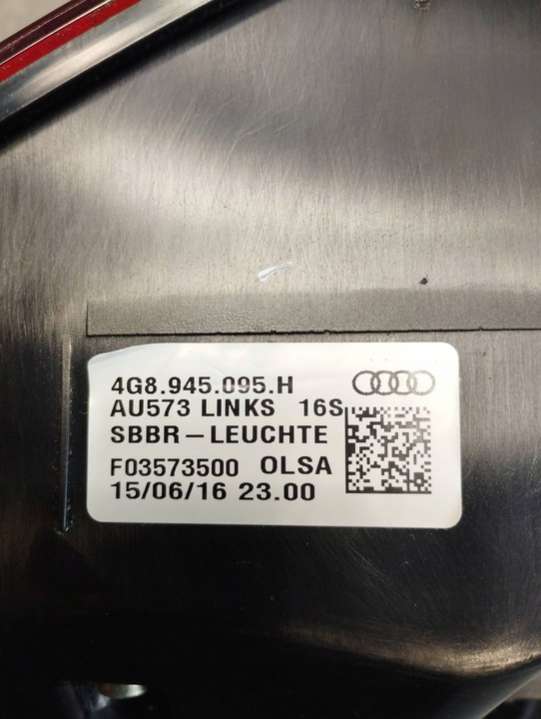 4G8.945.095.H
AU573 LINKS 16S
SBBR-LEUCHTE
F03573500 OLSA
15/06/16 23.00